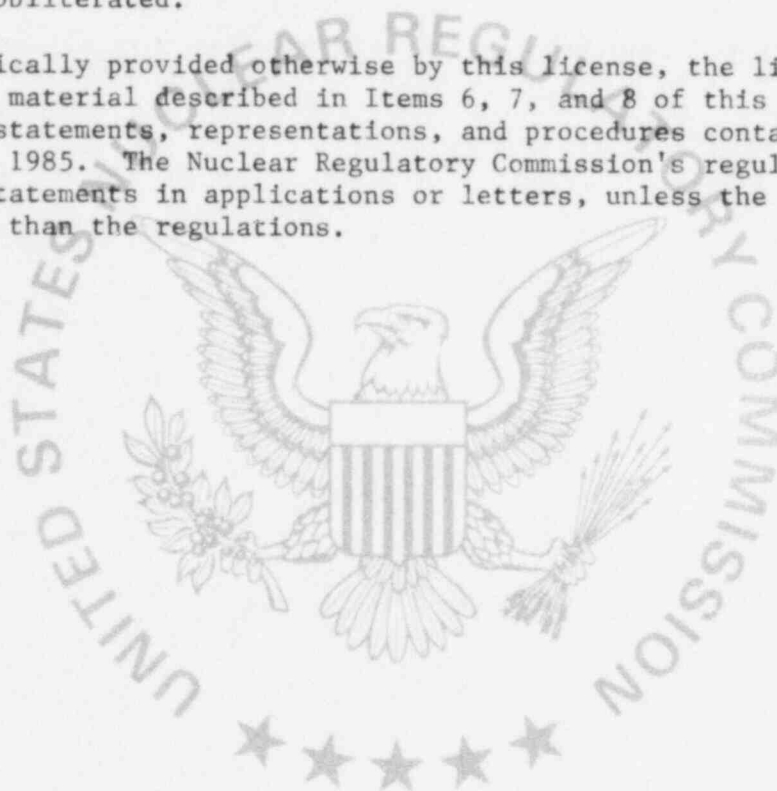 obliterated.
ically provided otherwise by this license, the li
material described in Items 6, 7, and 8 of this
statements, representations, and procedures conta
1985. The Nuclear Regulatory Commission's regul
tatements in applications or letters, unless the
than the regulations.
UNITED STATES NUCLEAR REGULATORY COMMISSION